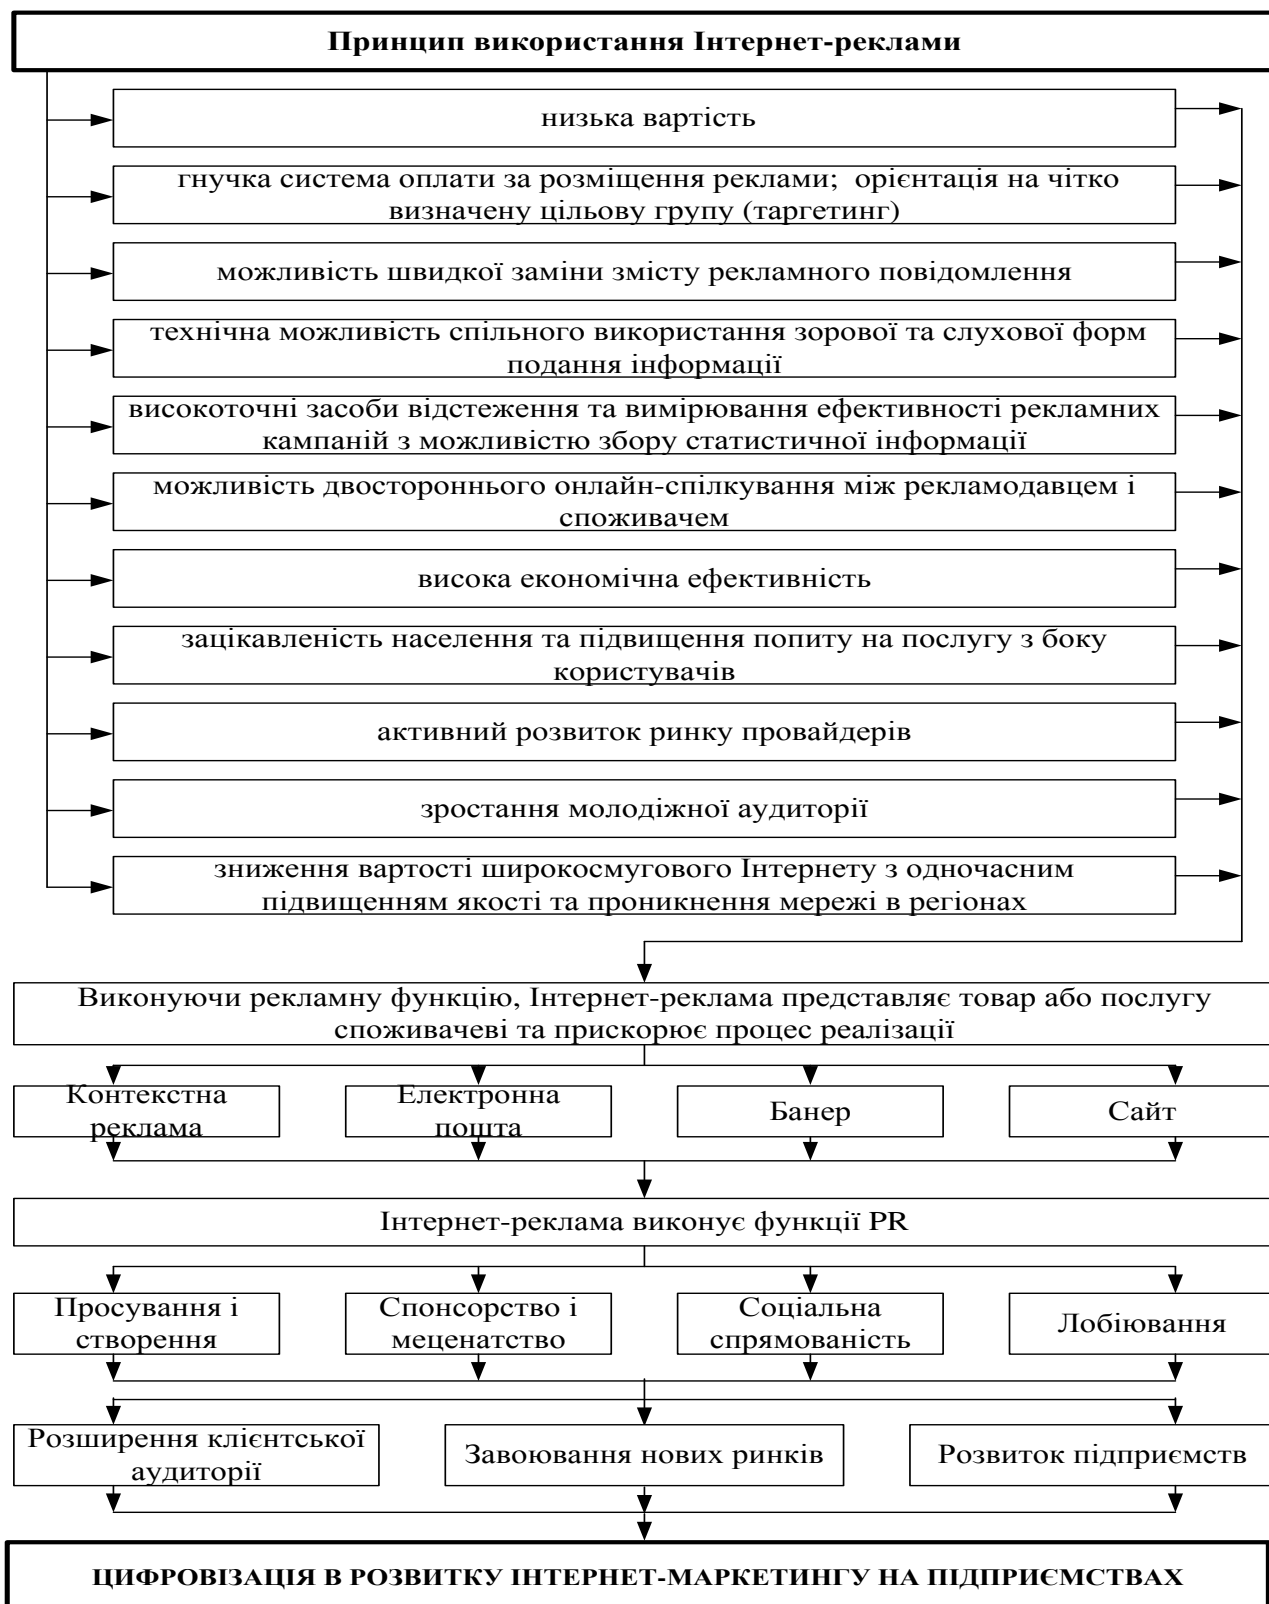 Принцип використання Інтернет-реклами
низька вартість
гнучка система оплати за розміщення реклами;  орієнтація на чітко
визначену цільову групу (таргетинг)
можливість швидкої заміни змісту рекламного повідомлення
технічна можливість спільного використання зорової та слухової форм
подання інформації
високоточні засоби відстеження та вимірювання ефективності рекламних
кампаній з можливістю збору статистичної інформації
можливість двостороннього онлайн-спілкування між рекламодавцем і
споживачем
висока економічна ефективність
зацікавленість населення та підвищення попиту на послугу з боку
користувачів
активний розвиток ринку провайдерів
зростання молодіжної аудиторії
зниження вартості широкосмугового Інтернету з одночасним
підвищенням якості та проникнення мережі в регіонах
Виконуючи рекламну функцію, Інтернет-реклама представляє товар або послугу
споживачеві та прискорює процес реалізації
Контекстна
реклама
Електронна
пошта
Банер
Сайт
Інтернет-реклама виконує функції PR
Просування і
створення
Спонсорство і
меценатство
Соціальна
спрямованість
Лобіювання
Розширення клієнтської
аудиторії
Завоювання нових ринків
Розвиток підприємств
ЦИФРОВІЗАЦІЯ В РОЗВИТКУ ІНТЕРНЕТ-МАРКЕТИНГУ НА ПІДПРИЄМСТВАХ